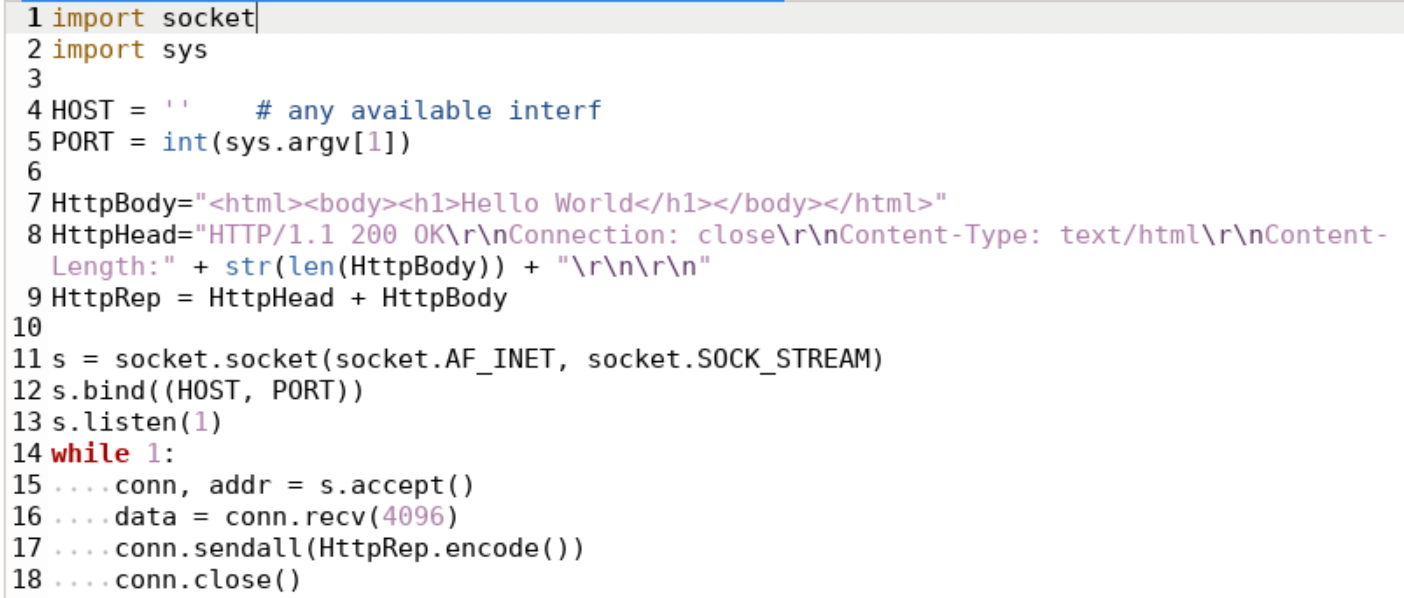 1 import socket
2 import sys
3
4 HOST = ''    # any available interf
5 PORT = int(sys.argv[1])
6
7 HttpBody="<html><body><h1>Hello World</h1></body></html>"
8 HttpHead="HTTP/1.1 200 OK\r\nConnection: close\r\nContent-Type: text/html\r\nContent-
Length:" + str(len(HttpBody)) + "\r\n\r\n"
9 HttpRep = HttpHead + HttpBody
10
11 s = socket.socket(socket.AF_INET, socket.SOCK_STREAM)
12 s.bind((HOST, PORT))
13 s.listen(1)
14 while 1:
15 ....conn, addr = s.accept()
16 ....data = conn.recv(4096)
17 ....conn.sendall(HttpRep.encode())
18 ....conn.close()